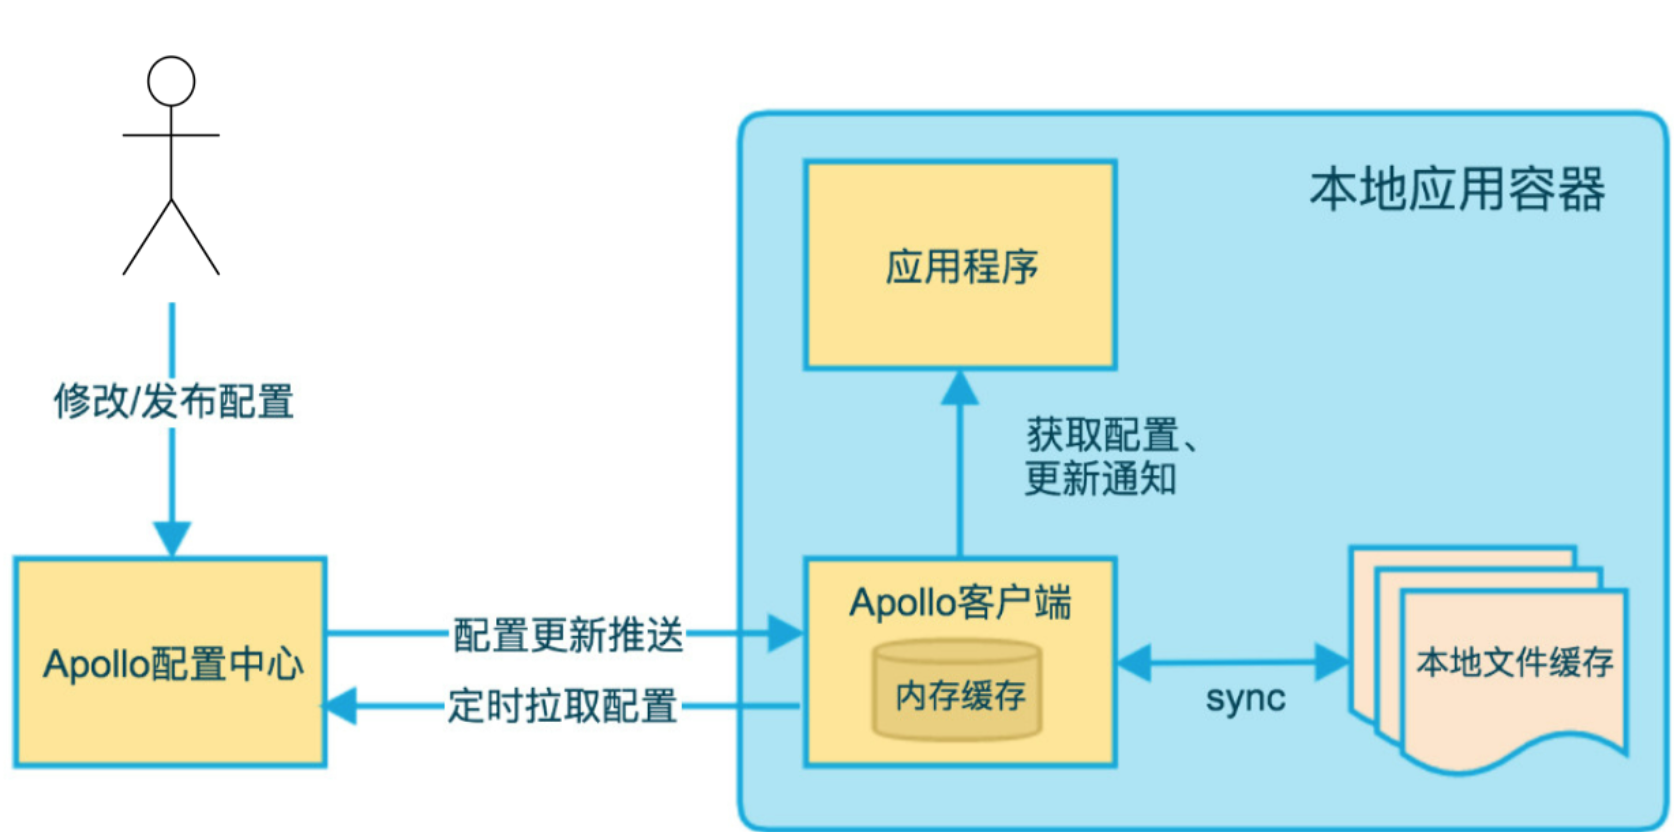 本地应用容器
应用程序
修改/发布配置
获取配置、
更新通知
Apollo配置中心
配置更新推送
定时拉取配置
Apollo客户端
内存缓存
sync
本地文件缓存